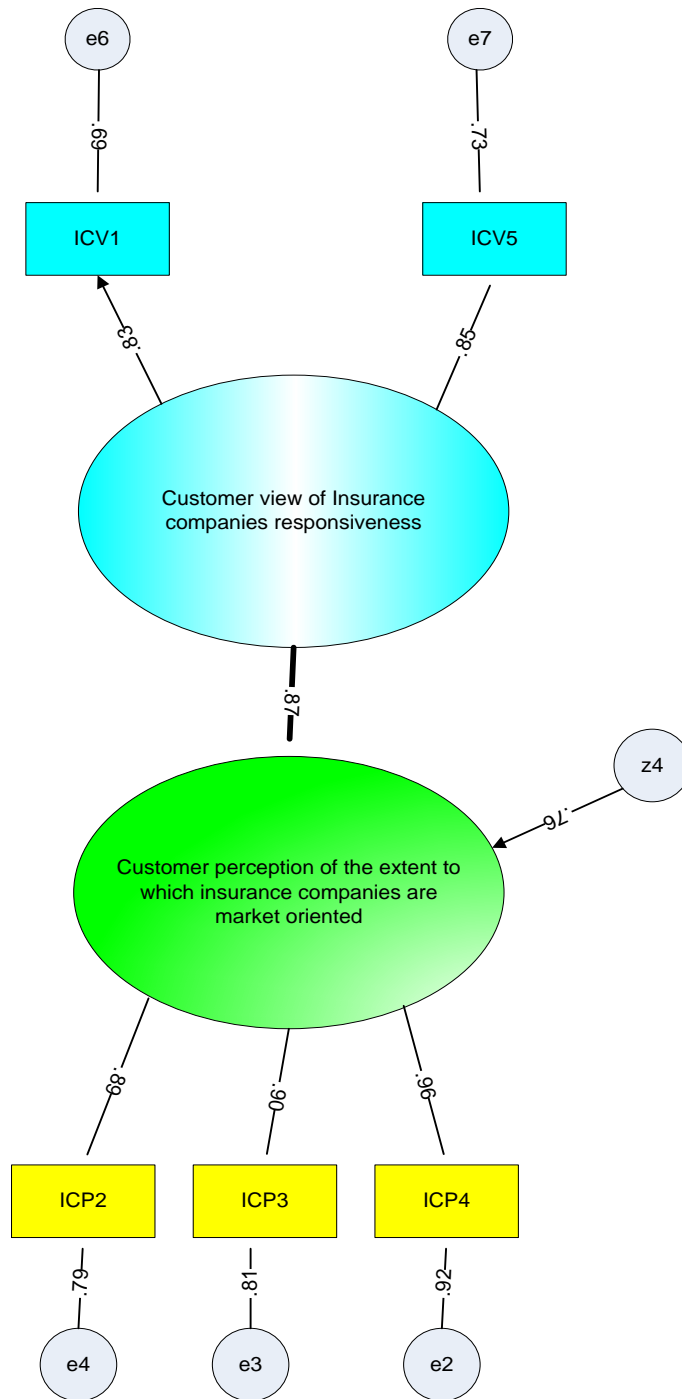 e6
e7
.69
.73
ICV1
ICV5
.83
.85
Customer view of Insurance
companies responsiveness
.87
z4
.76
Customer perception of the extent to
which insurance companies are
market oriented
.89
.90
.96
ICP2
ICP3
ICP4
.79
.81
.92
e4
e3
e2